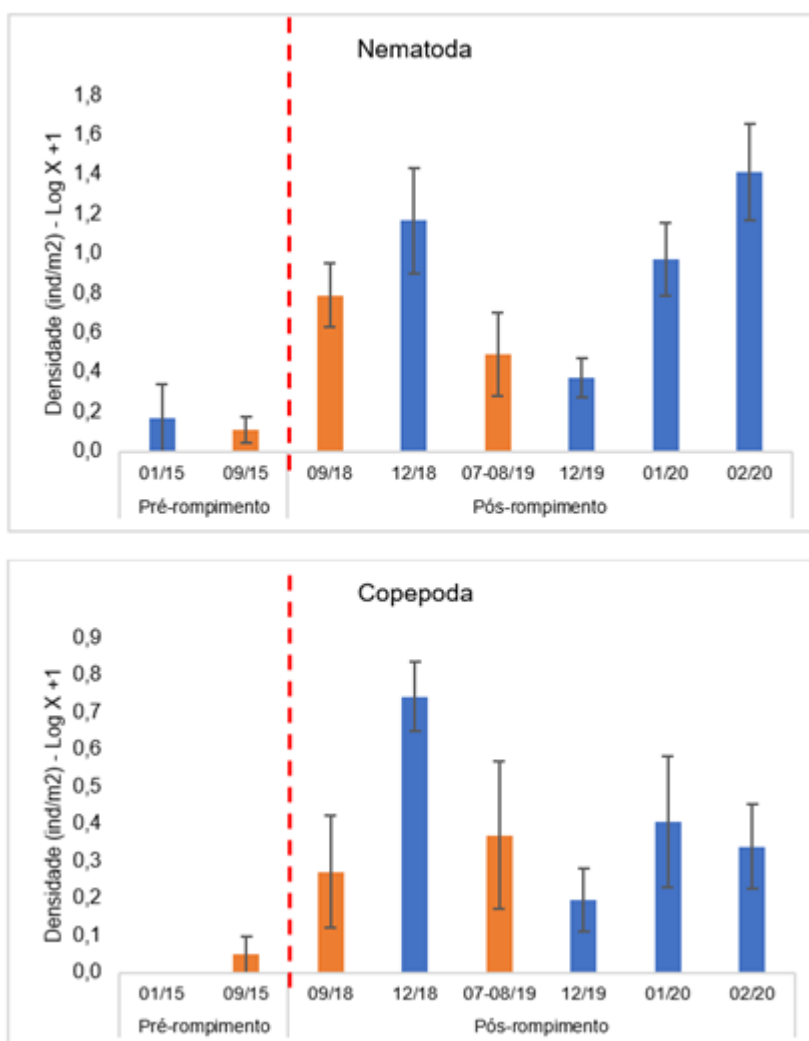 Nematoda
Densidade (ind/m2) - Log X +1
1,8
1,6
1,4
1,2
1,0
0,8
0,6
0,4
0,2
0,0
01/15 09/15 09/18 12/18 07-08/19 12/19 01/20 02/20
Pré-rompimento Pós-rompimento
Copepoda
Densidade (ind/m2) - Log X +1
0,9
0,8
0,7
0,6
0,5
0,4
0,3
0,2
0,1
0,0
01/15 09/15 09/18 12/18 07-08/19 12/19 01/20 02/20
Pré-rompimento Pós-rompimento